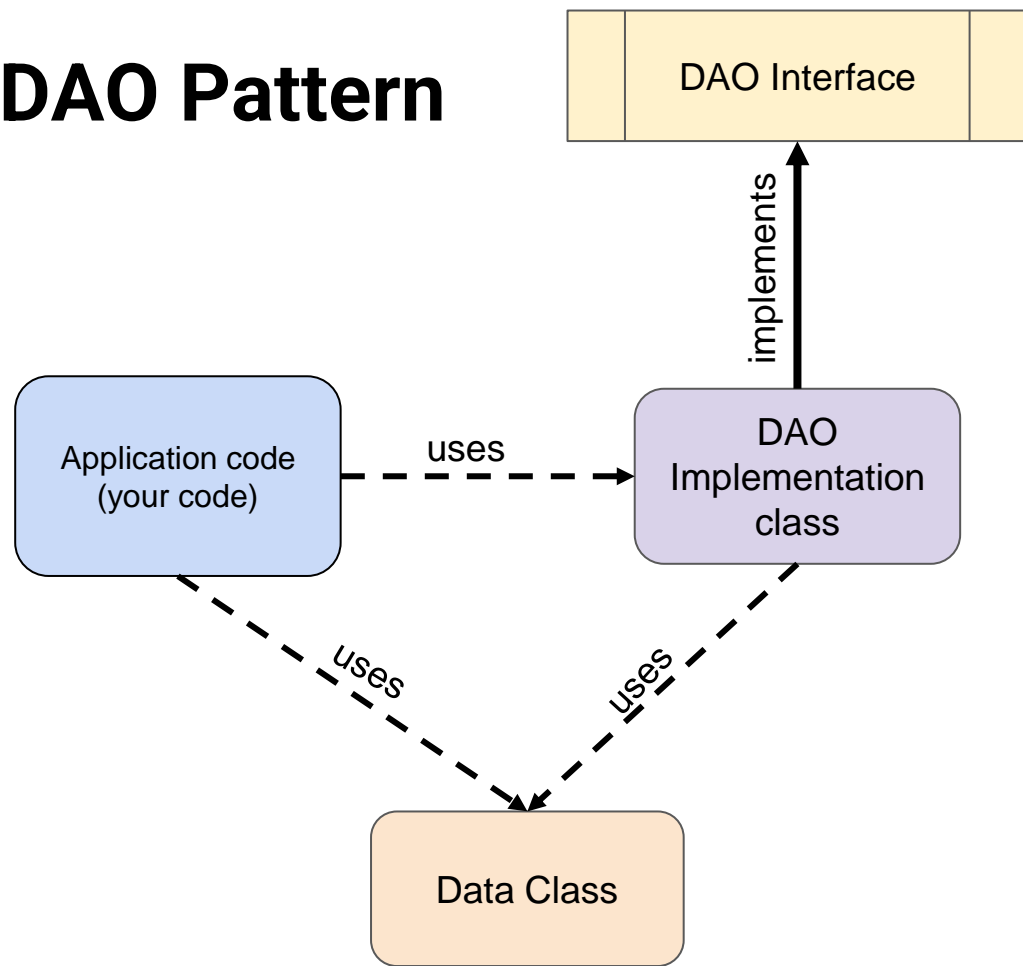 DAO Pattern
DAO Interface
implements
Application code
(your code)
uses
DAO
Implementation
class
uses
uses
Data Class